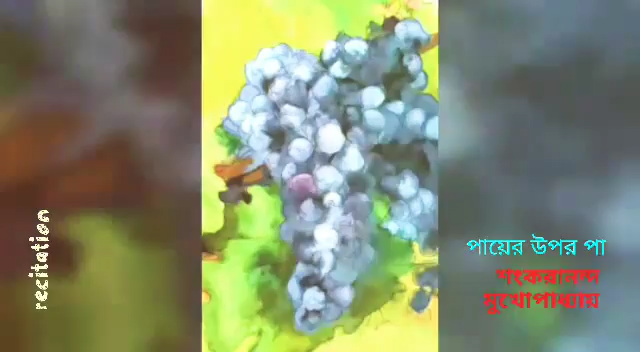 recitation
পায়ের উপর পা
শংকরানন্দ
মুখোপাধ্যায়